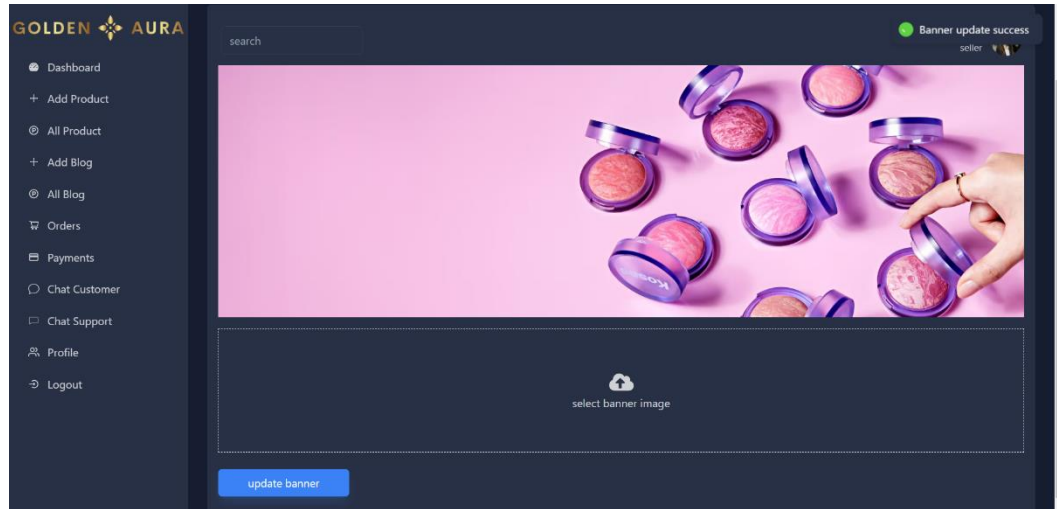 GOLDEN AURA
Dashboard
Add Product
All Product
Add Blog
All Blog
Orders
Payments
Chat Customer
Chat Support
Profile
Logout
search
Banner update success
seller
select banner image
update banner